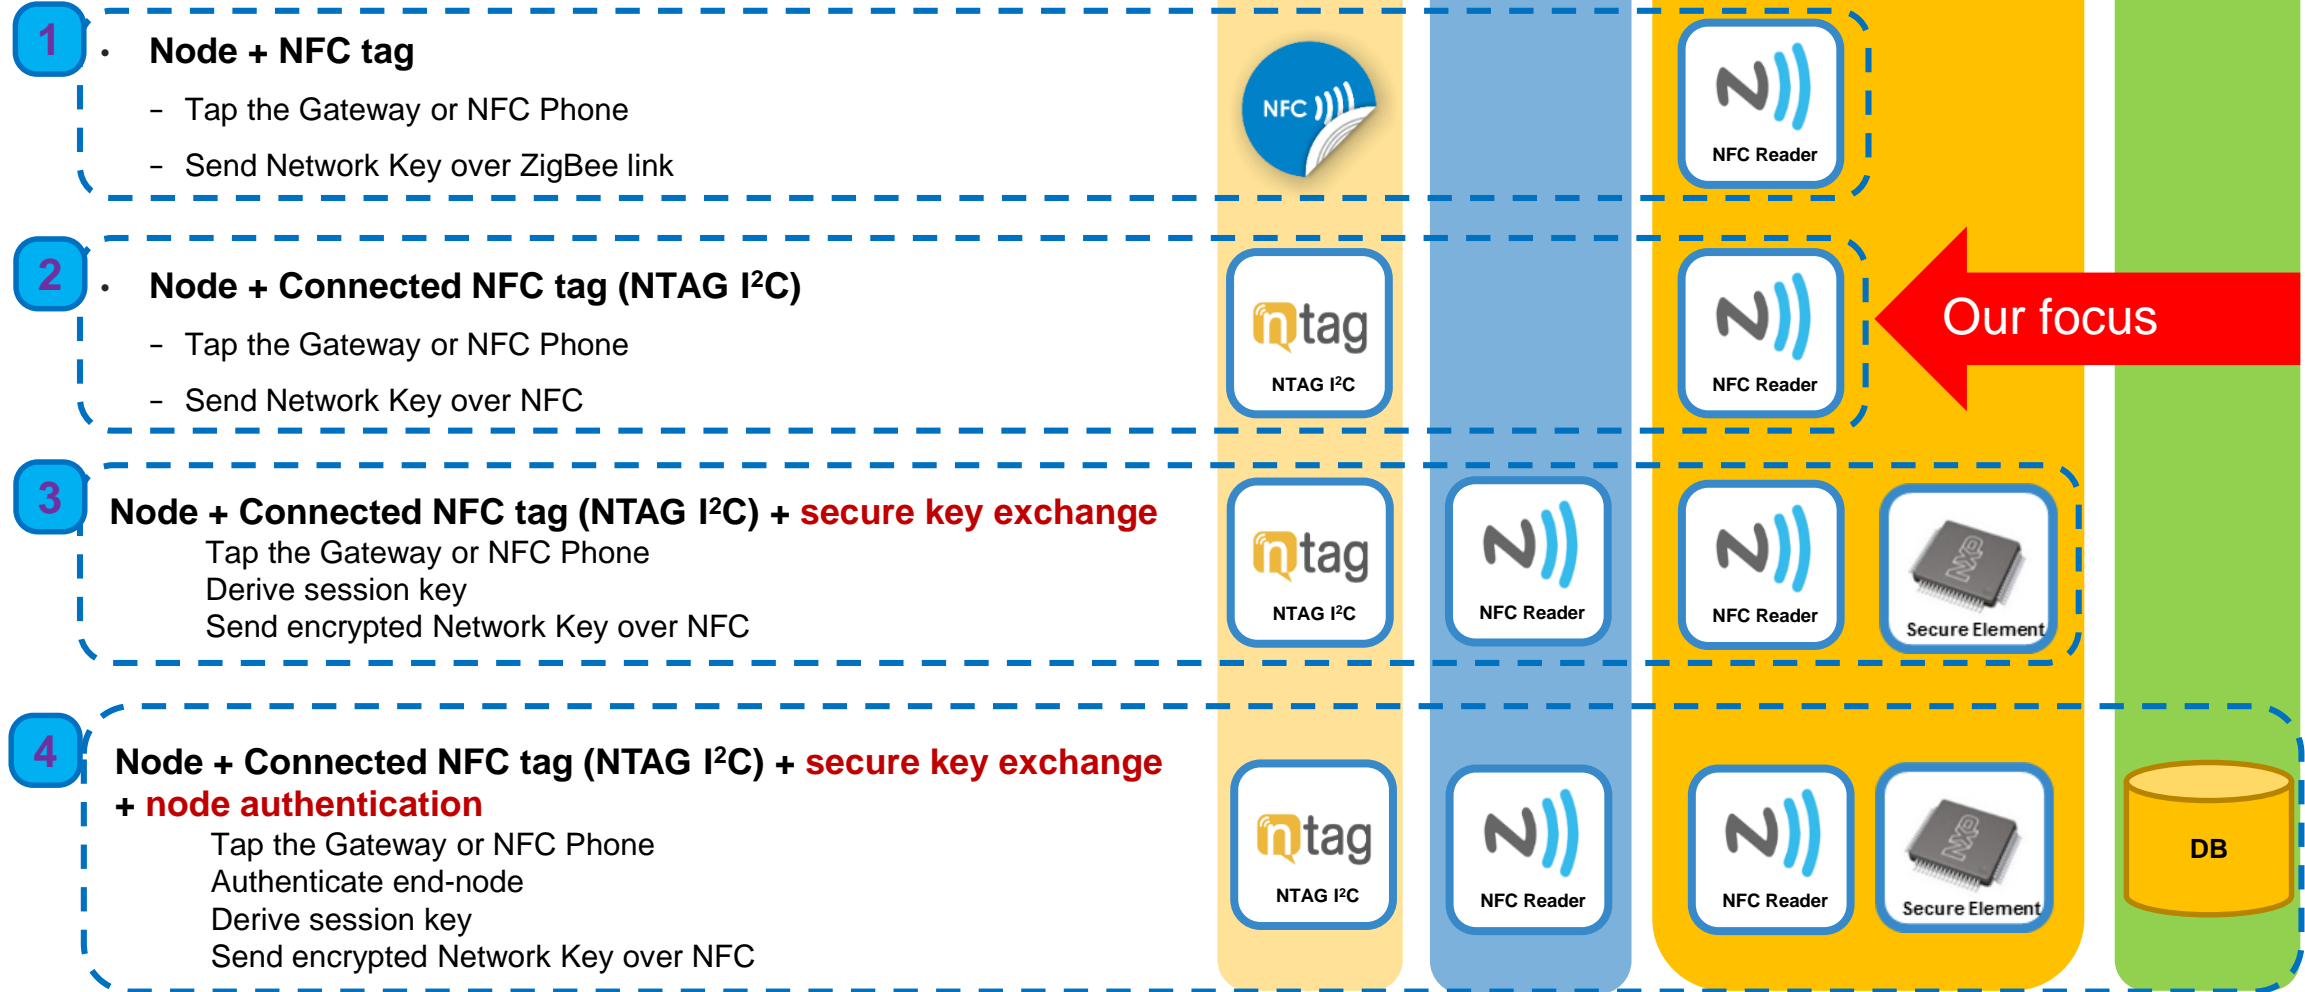 1
• Node + NFC tag
– Tap the Gateway or NFC Phone
– Send Network Key over ZigBee link
NFC
NFC Reader
2
• Node + Connected NFC tag (NTAG I²C)
– Tap the Gateway or NFC Phone
– Send Network Key over NFC
ntag
NTAG I²C
NFC Reader
Our focus
3
Node + Connected NFC tag (NTAG I²C) + secure key exchange
Tap the Gateway or NFC Phone
Derive session key
Send encrypted Network Key over NFC
ntag
NTAG I²C
NFC Reader
NFC Reader
NXP
Secure Element
4
Node + Connected NFC tag (NTAG I²C) + secure key exchange
+ node authentication
Tap the Gateway or NFC Phone
Authenticate end-node
Derive session key
Send encrypted Network Key over NFC
ntag
NTAG I²C
NFC Reader
NFC Reader
NXP
Secure Element
DB